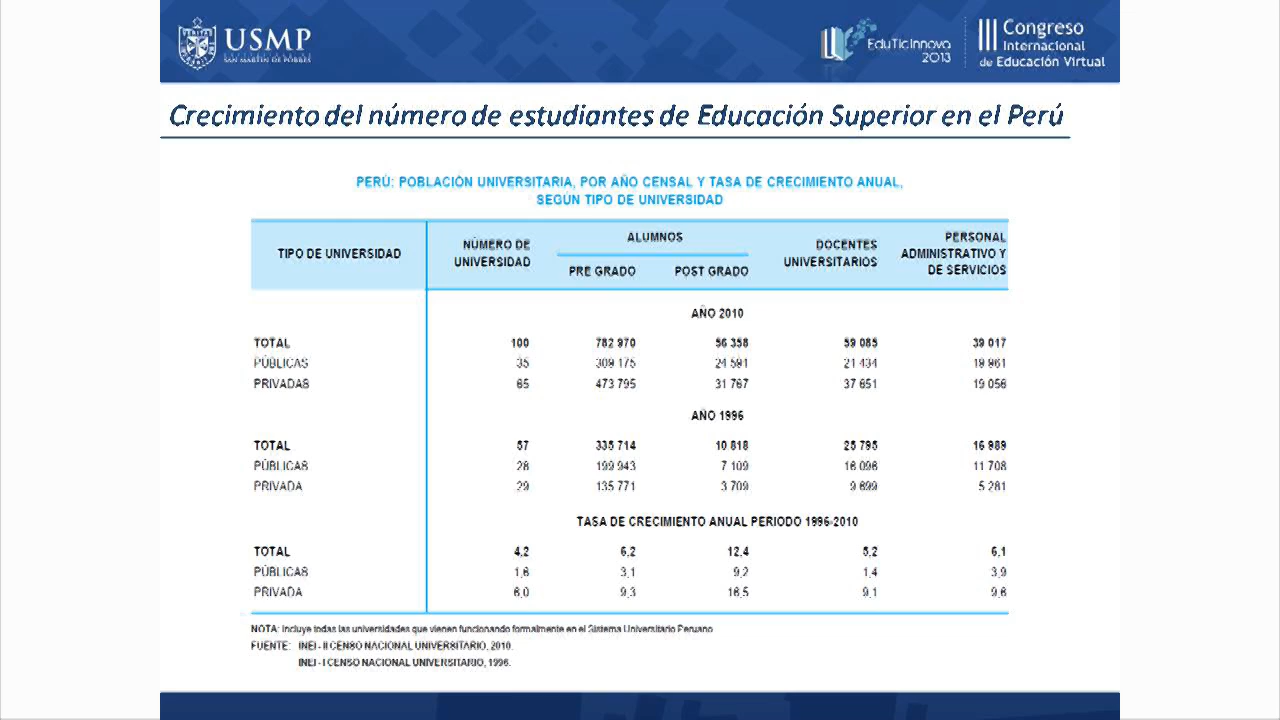 USMP
SAN MARTÍN DE PORRES
EduTicInnova
2013
III Congreso
Internacional
de Educación Virtual
Crecimiento del número de estudiantes de Educación Superior en el Perú
PERÚ: POBLACIÓN UNIVERSITARIA, POR AÑO CENSAL Y TASA DE CRECIMIENTO ANUAL,
SEGÚN TIPO DE UNIVERSIDAD
TIPO DE UNIVERSIDAD NÚMERO DE UNIVERSIDAD ALUMNOS PRE GRADO POST GRADO DOCENTES UNIVERSITARIOS PERSONAL ADMINISTRATIVO Y DE SERVICIOS
AÑO 2010
TOTAL 100 782 970 56 358 59 085 39 017
PÚBLICAS 35 309 175 24 591 21 434 19 961
PRIVADAS 65 473 795 31 767 37 651 19 056
AÑO 1996
TOTAL 57 335 714 10 818 25 795 16 989
PÚBLICAS 28 199 943 7 109 16 096 11 708
PRIVADA 29 135 771 3 709 9 699 5 281
TASA DE CRECIMIENTO ANUAL PERIODO 1996-2010
TOTAL 4,2 6,2 12,4 5,2 6,1
PÚBLICAS 1,6 3,1 9,2 1,4 3,9
PRIVADA 6,0 9,3 16,5 9,1 9,6
NOTA: Incluye todas las universidades que vienen funcionando formalmente en el Sistema Universitario Peruano
FUENTE: INEI - II CENSO NACIONAL UNIVERSITARIO, 2010.
INEI - I CENSO NACIONAL UNIVERSITARIO, 1996.